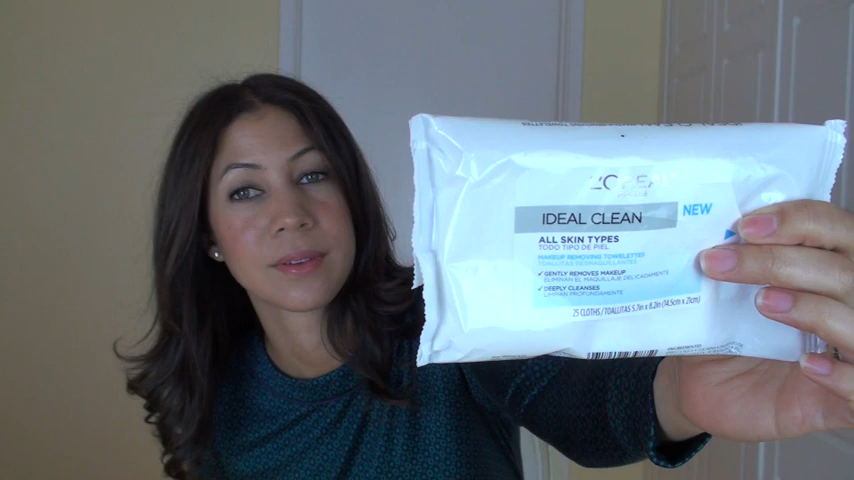 L'OREAL
IDEAL CLEAN
NEW
ALL SKIN TYPES
TODO TIPO DE PIEL
MAKEUP REMOVING TOWELETTES
TOALLITAS DESMAQUILLANTES
✓GENTLY REMOVES MAKEUP
ELIMINAN EL MAQUILLAJE DELICADAMENTE
✓DEEPLY CLEANSES
LIMPIAN PROFUNDAMENTE
25 CLOTHS / TOALLITAS 5.7in x 8.2in (14.5cm x 21cm)